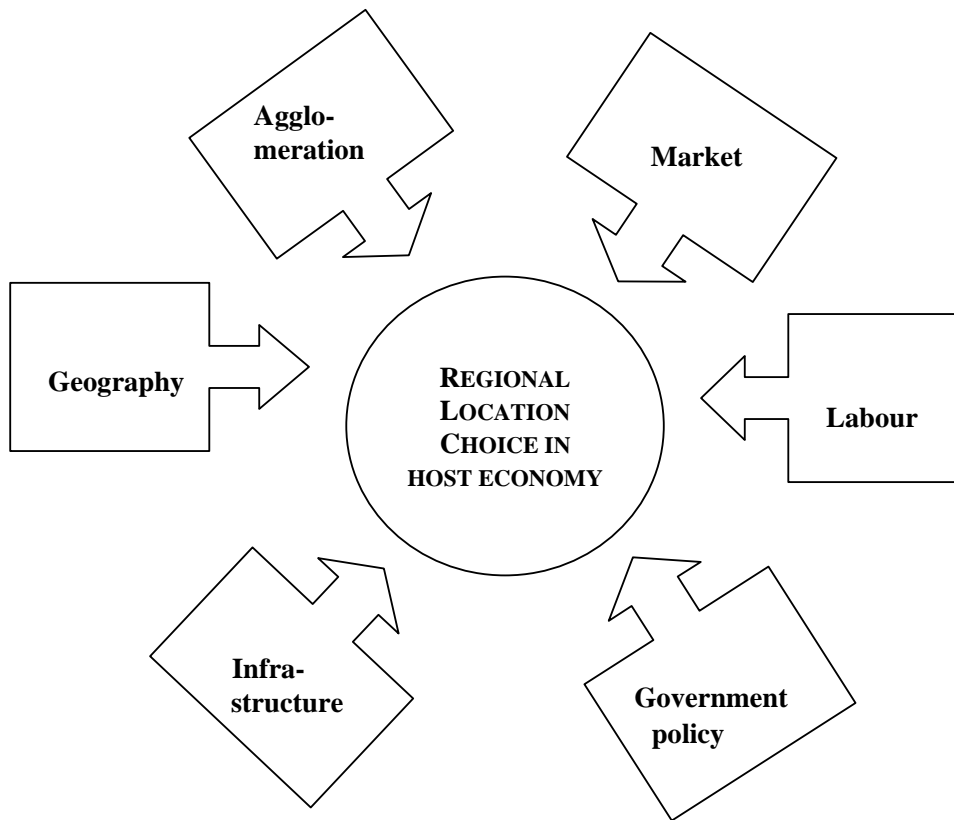 Agglo-
meration
Market
Geography
REGIONAL
LOCATION
CHOICE IN
HOST ECONOMY
Labour
Infra-
structure
Government
policy